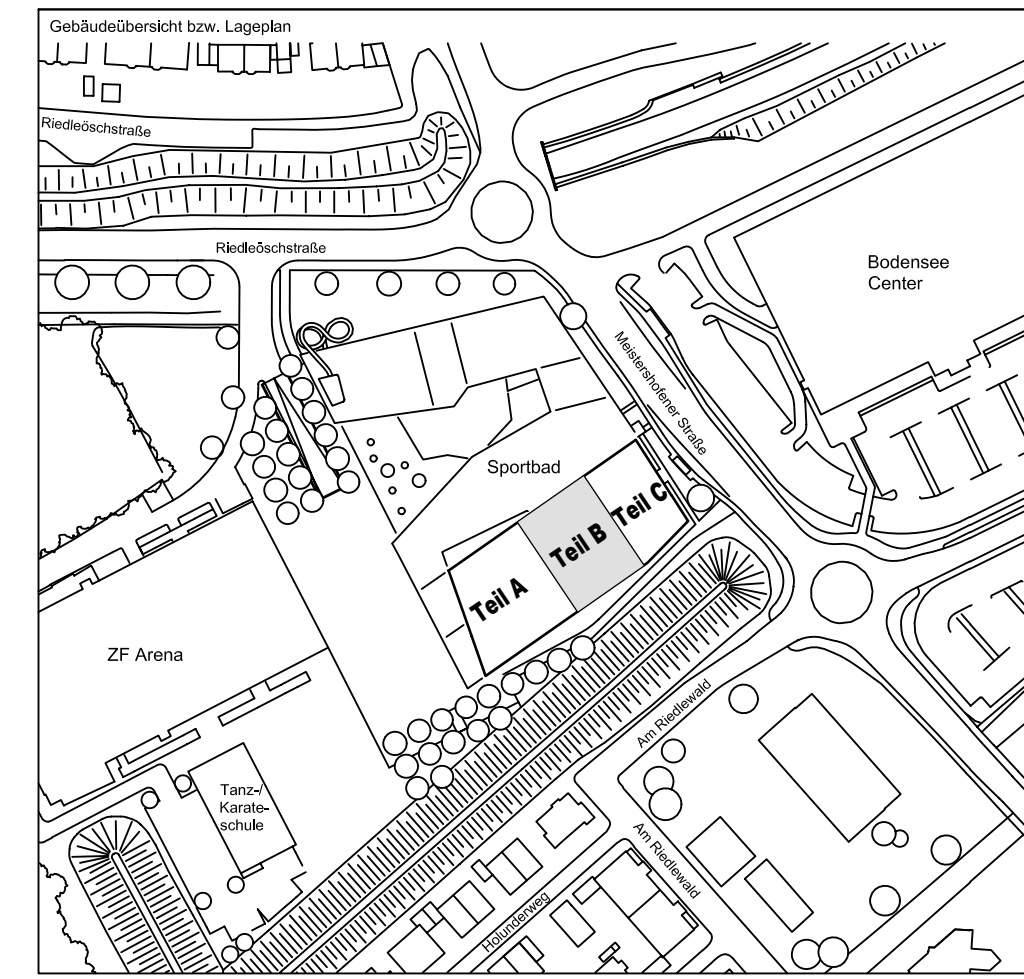 Gebäudeübersicht bzw. Lageplan
Riedleöschstraße
Riedleöschstraße
Bodensee
Center
Meistershofener Straße
Sportbad
Teil C
Teil B
Teil A
ZF Arena
Am Riedlewald
Tanz-/
Karate-
schule
Am Riedlewald
Holunderweg